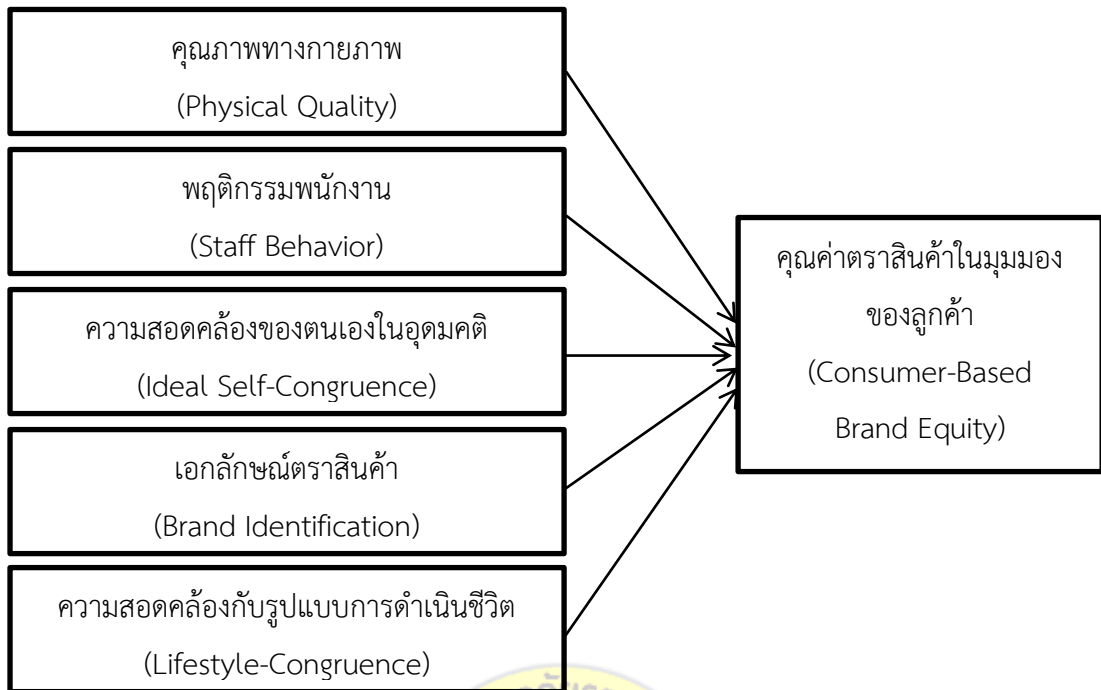 คุณภาพทางกายภาพ
(Physical Quality)
พฤติกรรมพนักงาน
(Staff Behavior)
ความสอดคล้องของตนเองในอุดมคติ
(Ideal Self-Congruence)
เอกลักษณ์ตราสินค้า
(Brand Identification)
ความสอดคล้องกับรูปแบบการดำเนินชีวิต
(Lifestyle-Congruence)
คุณค่าตราสินค้าในมุมมอง
ของลูกค้า
(Consumer-Based
Brand Equity)